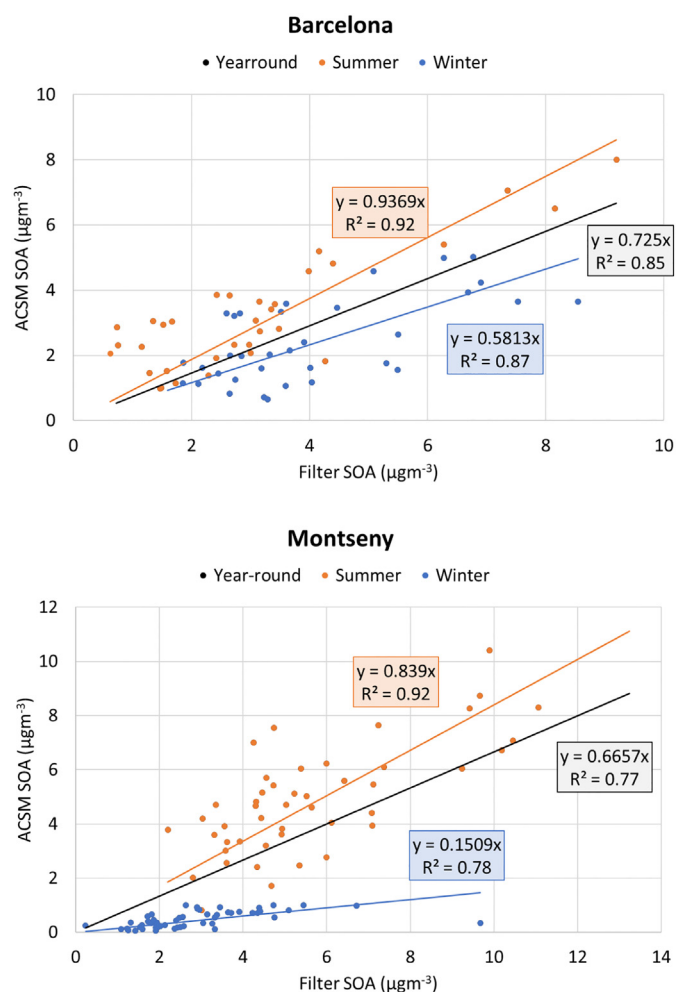 Barcelona
Yearround Summer Winter
10
8
6
4
2
0
ACSM SOA (µgm⁻³)
y = 0.9369x
R² = 0.92
y = 0.725x
R² = 0.85
y = 0.5813x
R² = 0.87
0 2 4 6 8 10
Filter SOA (µgm⁻³)
Montseny
Year-round Summer Winter
12
10
8
6
4
2
0
ACSM SOA (µgm⁻³)
y = 0.839x
R² = 0.92
y = 0.6657x
R² = 0.77
y = 0.1509x
R² = 0.78
0 2 4 6 8 10 12 14
Filter SOA (µgm⁻³)